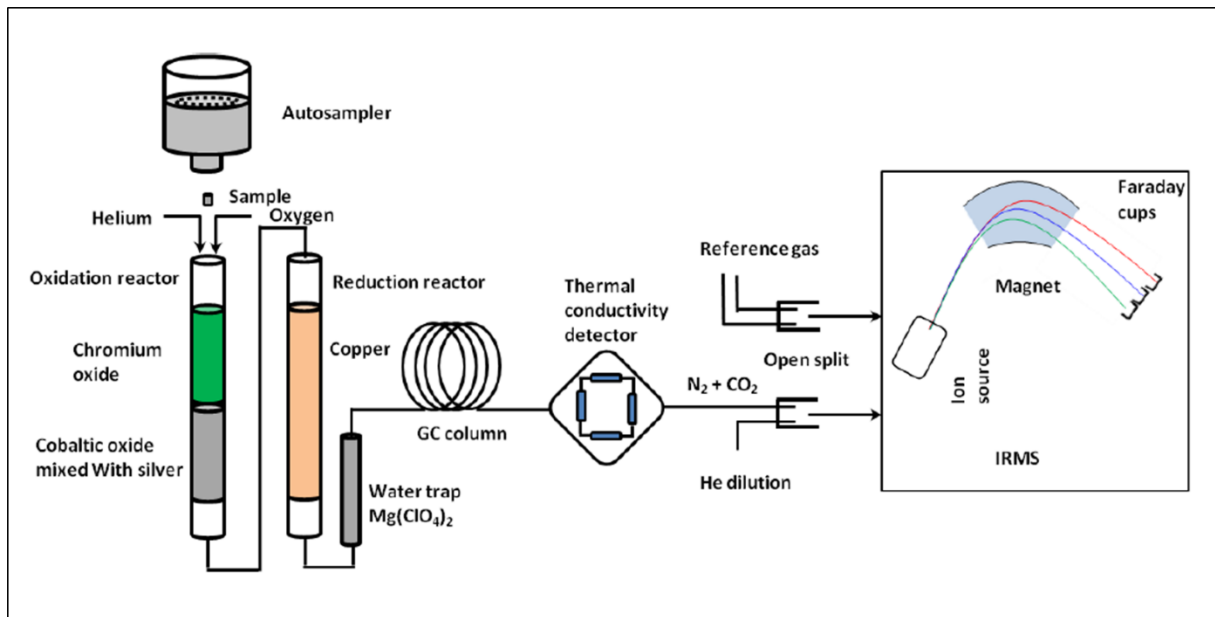 Autosampler
Sample
Helium
Oxygen
Oxidation reactor
Chromium
oxide
Cobaltic oxide
mixed With silver
Reduction reactor
Copper
Water trap
Mg(ClO₄)₂
GC column
Thermal
conductivity
detector
N₂ + CO₂
Reference gas
Open split
He dilution
Faraday
cups
Magnet
Ion
source
IRMS